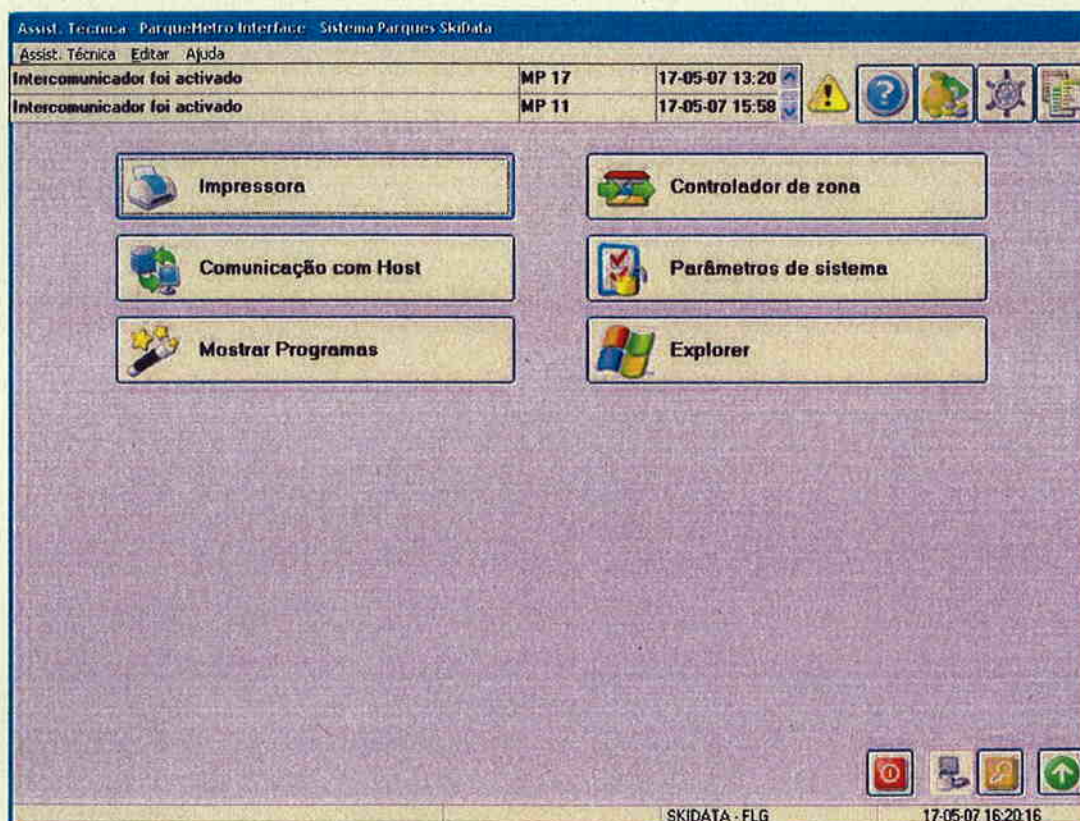 Assist. Técnica - ParqueMetro Interface - Sistema Parques SkiData
Assist. Técnica Editar Ajuda
Intercomunicador foi activado MP 17 17-05-07 13:20
Intercomunicador foi activado MP 11 17-05-07 15:58
Impressora Controlador de zona
Comunicação com Host Parâmetros de sistema
Mostrar Programas Explorer
SKIDATA - FLG 17-05-07 16:20:16